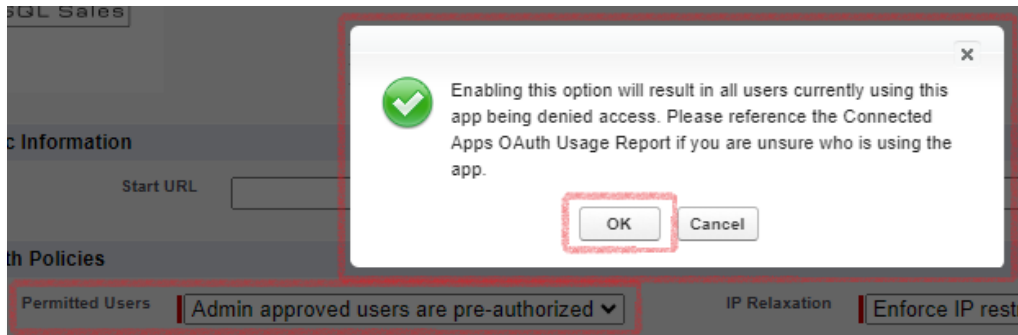 SQL Sales
Enabling this option will result in all users currently using this
app being denied access. Please reference the Connected
Apps OAuth Usage Report if you are unsure who is using the
app.
OK Cancel
c Information
Start URL
th Policies
Permitted Users Admin approved users are pre-authorized IP Relaxation Enforce IP resti